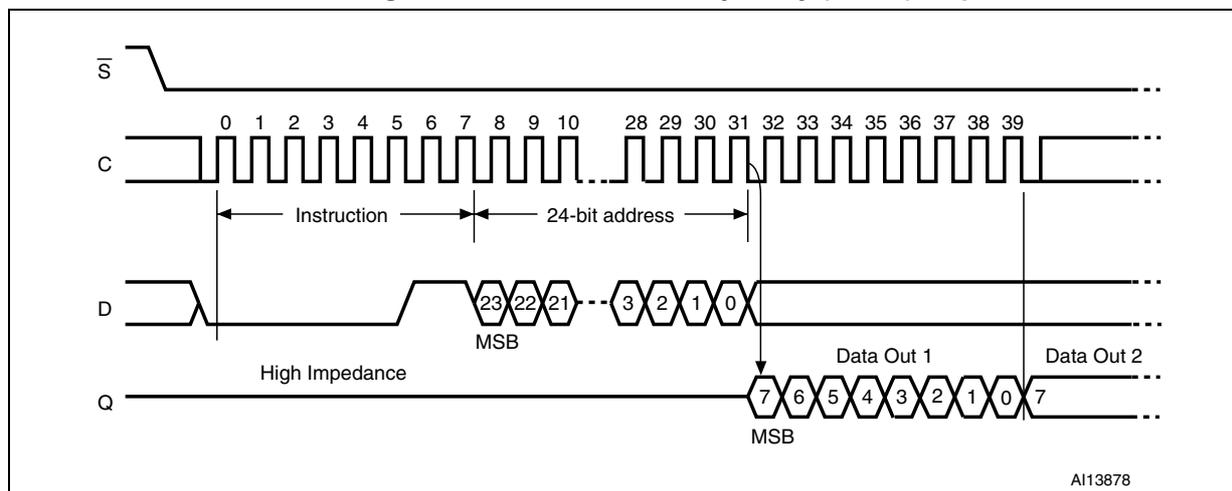 S
0 1 2 3 4 5 6 7 8 9 10 28 29 30 31 32 33 34 35 36 37 38 39
C
Instruction 24-bit address
D 23 22 21 3 2 1 0
MSB
Data Out 1 Data Out 2
High Impedance
Q 7 6 5 4 3 2 1 0 7
MSB
AI13878